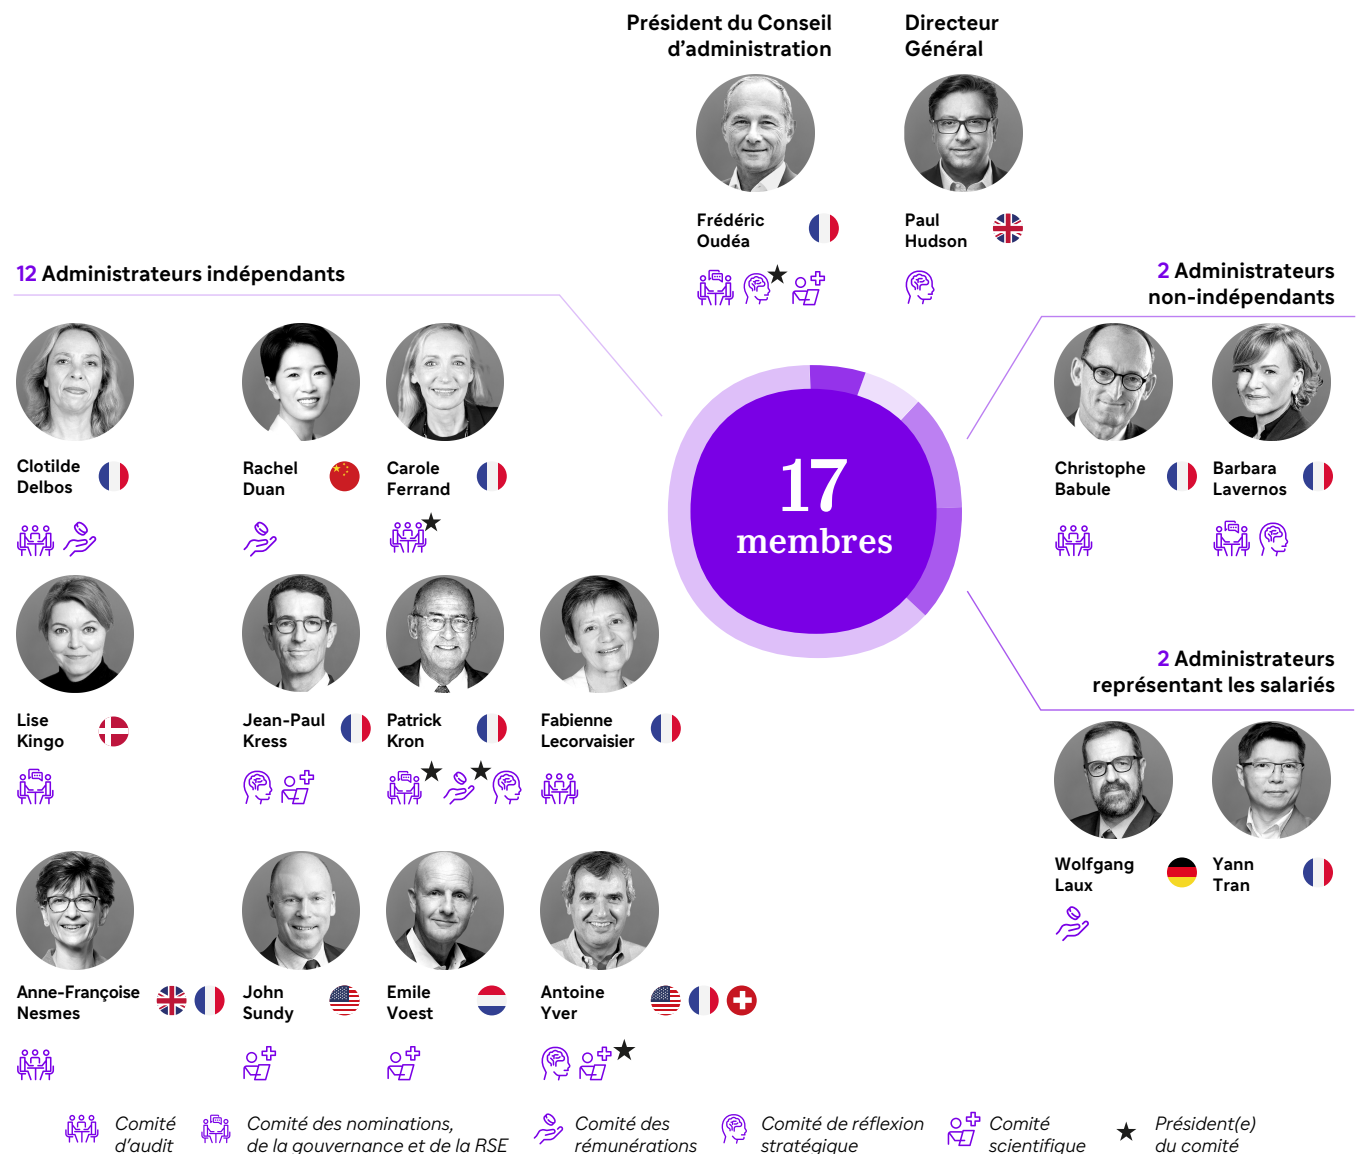 Président du Conseil
d’administration
Directeur
Général
Frédéric
Oudéa
Paul
Hudson
12 Administrateurs indépendants
2 Administrateurs
non-indépendants
Clotilde
Delbos
Rachel
Duan
Carole
Ferrand
17
membres
Christophe
Babule
Barbara
Lavernos
Lise
Kingo
Jean-Paul
Kress
Patrick
Kron
Fabienne
Lecorvaisier
2 Administrateurs
représentant les salariés
Wolfgang
Laux
Yann
Tran
Anne-Françoise
Nesmes
John
Sundy
Emile
Voest
Antoine
Yver
Comité
d’audit
Comité des nominations,
de la gouvernance et de la RSE
Comité des
rémunérations
Comité de réflexion
stratégique
Comité
scientifique
Président(e)
du comité